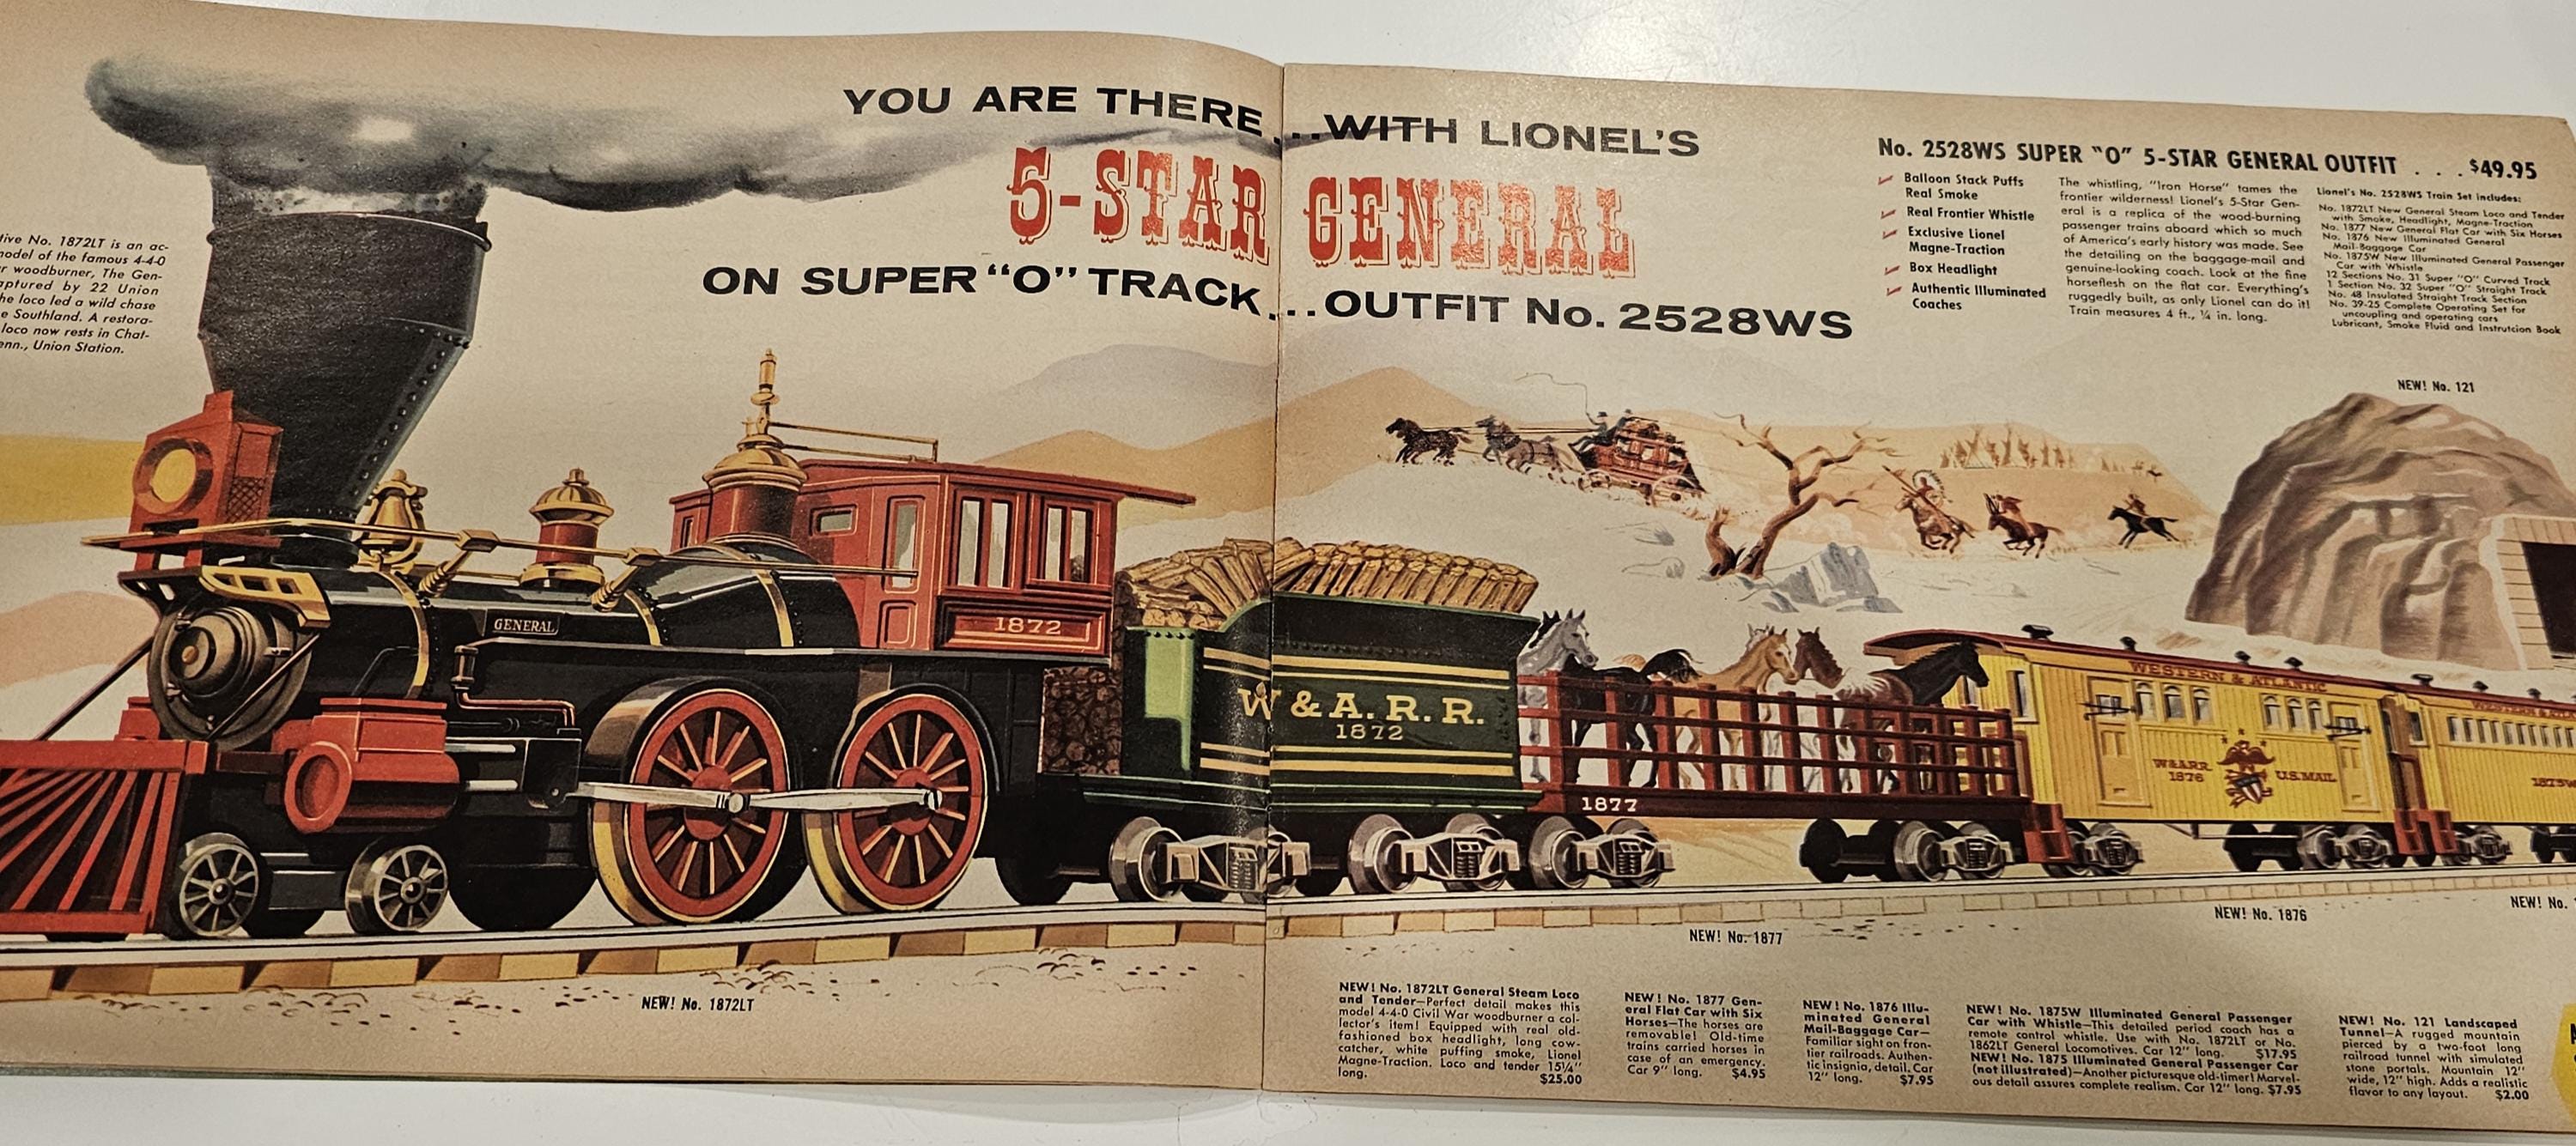 YOU ARE THERE...WITH LIONEL'S
5-STAR GENERAL
ON SUPER "O" TRACK...OUTFIT No. 2528WS
tive No. 1872LT is an ac-
model of the famous 4-4-0
r woodburner, The Gen-
aptured by 22 Union
he loco led a wild chase
e Southland. A restora-
loco now rests in Chat-
enn., Union Station.
No. 2528WS SUPER "O" 5-STAR GENERAL OUTFIT . . . $49.95
Balloon Stack Puffs
Real Smoke
Real Frontier Whistle
Exclusive Lionel
Magne-Traction
Box Headlight
Authentic Illuminated
Coaches
The whistling, "Iron Horse" tames the
frontier wilderness! Lionel's 5-Star Gen-
eral is a replica of the wood-burning
passenger trains aboard which so much
of America's early history was made. See
the detailing on the baggage-mail and
genuine-looking coach. Look at the fine
horseflesh on the flat car. Everything's
ruggedly built, as only Lionel can do it!
Train measures 4 ft., ¼ in. long.
Lionel's No. 2528WS Train Set Includes:
No. 1872LT New General Steam Loco and Tender
with Smoke, Headlight, Magne-Traction
No. 1877 New General Flat Car with Six Horses
No. 1876 New Illuminated General
Mail-Baggage Car
No. 1875W New Illuminated General Passenger
Car with Whistle
12 Sections No. 31 Super "O" Curved Track
1 Section No. 32 Super "O" Straight Track
No. 48 Insulated Straight Track Section
No. 39-25 Complete Operating Set for
uncoupling and operating cars
Lubricant, Smoke Fluid and Instrutcion Book
NEW! No. 121
GENERAL
1872
W & A. R. R.
1872
1877
WESTERN & ATLANTIC
W&A.R.R.
1876
U.S. MAIL
WESTERN & AT
1875W
NEW! No. 1872LT
NEW! No. 1877
NEW! No. 1876
NEW! No.
NEW! No. 1872LT General Steam Loco
and Tender—Perfect detail makes this
model 4-4-0 Civil War woodburner a col-
lector's item! Equipped with real old-
fashioned box headlight, long cow-
catcher, white puffing smoke, Lionel
Magne-Traction. Loco and tender 15¼"
long. $25.00
NEW! No. 1877 Gen-
eral Flat Car with Six
Horses—The horses are
removable! Old-time
trains carried horses in
case of an emergency.
Car 9" long. $4.95
NEW! No. 1876 Illu-
minated General
Mail-Baggage Car—
Familiar sight on fron-
tier railroads. Authen-
tic insignia, detail. Car
12" long. $7.95
NEW! No. 1875W Illuminated General Passenger
Car with Whistle—This detailed period coach has a
remote control whistle. Use with No. 1872LT or No.
1862LT General Locomotives. Car 12" long. $17.95
NEW! No. 1875 Illuminated General Passenger Car
(not illustrated)—Another picturesque old-timer! Marvel-
ous detail assures complete realism. Car 12" long. $7.95
NEW! No. 121 Landscaped
Tunnel—A rugged mountain
pierced by a two-foot long
railroad tunnel with simulated
stone portals. Mountain 12"
wide, 12" high. Adds a realistic
flavor to any layout. $2.00